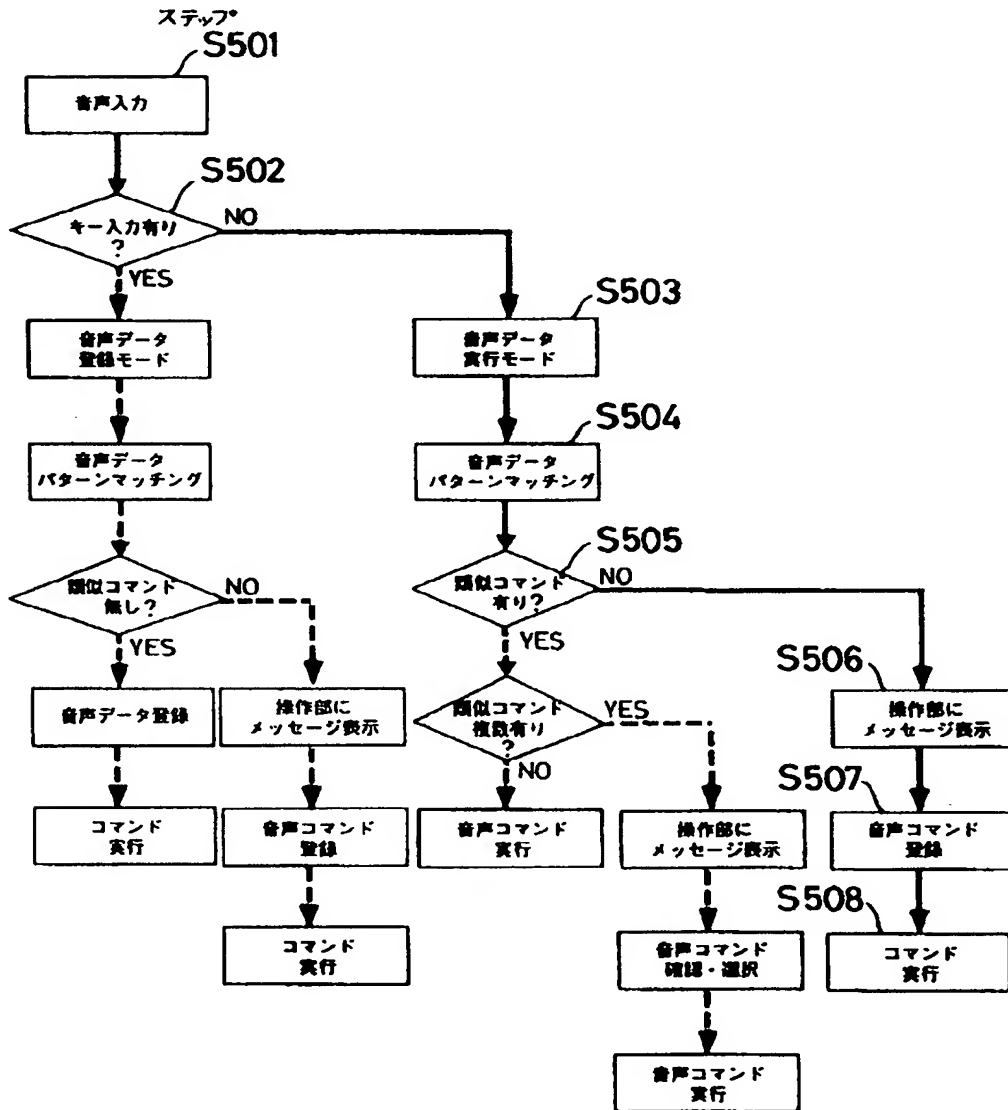 ステップ
S501
音声入力
S502
キー入力有り
?
NO
YES
S503
音声データ
登録モード
音声データ
実行モード
S504
音声データ
パターンマッチング
音声データ
パターンマッチング
S505
類似コマンド
無し?
NO
YES
類似コマンド
有り?
NO
YES
S506
音声データ登録
操作部に
メッセージ表示
類似コマンド
複数有り
?
YES
NO
操作部に
メッセージ表示
S507
コマンド
実行
音声コマンド
登録
音声コマンド
実行
操作部に
メッセージ表示
音声コマンド
登録
S508
コマンド
実行
音声コマンド
確認・選択
コマンド
実行
音声コマンド
実行